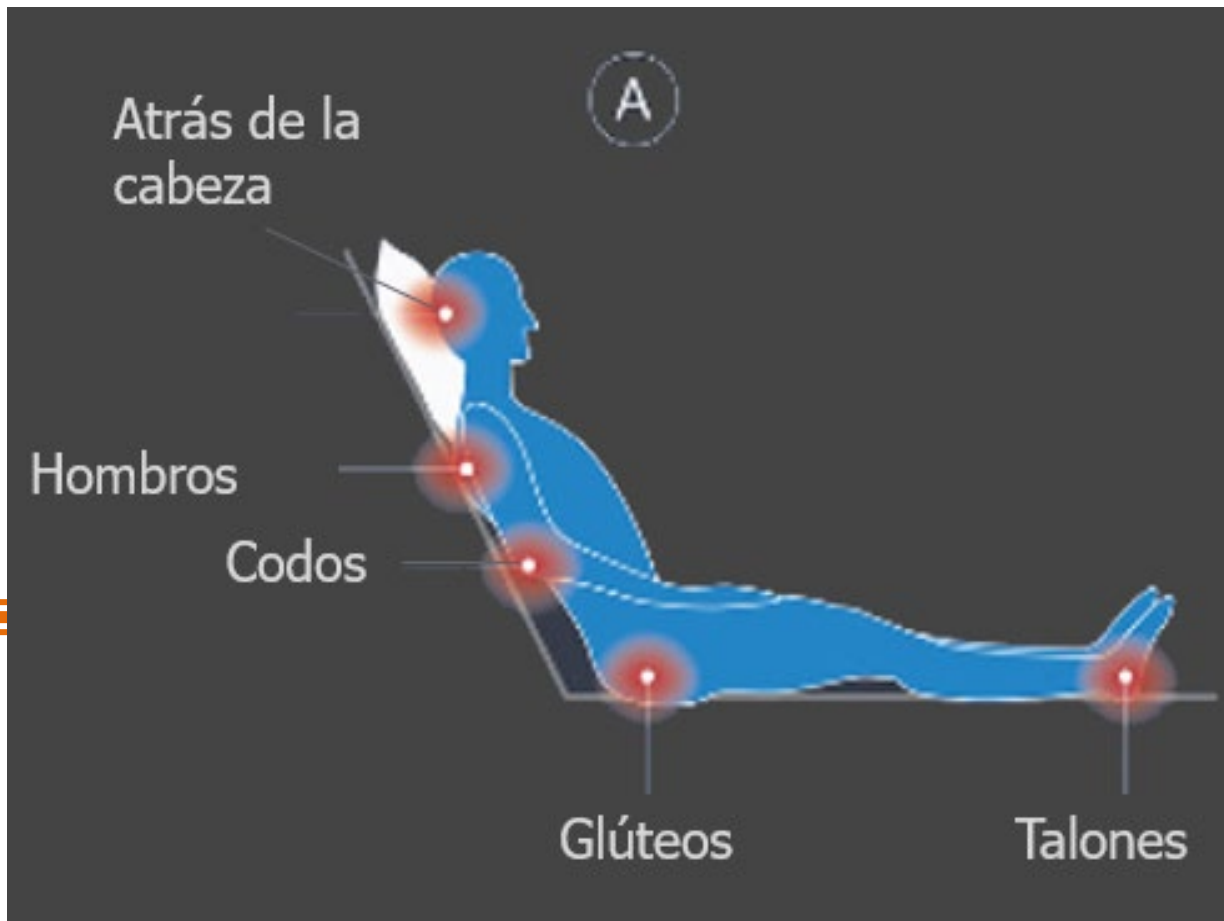 A
Atrás de la
cabeza
Hombros
Codos
Glúteos
Talones